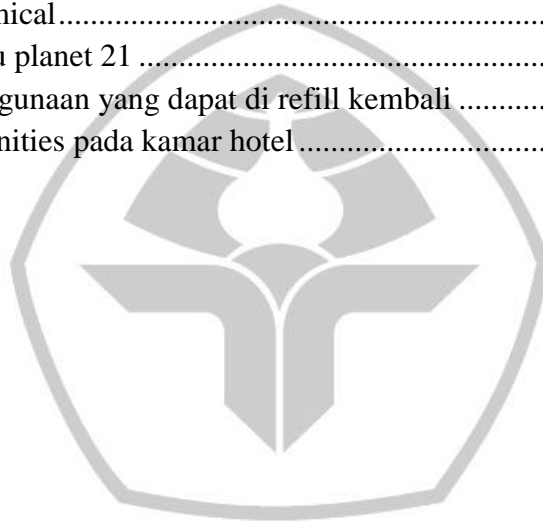 nical..........................................................................
u planet 21 ................................................................
gunaan yang dapat di refill kembali ...............
nities pada kamar hotel............................................